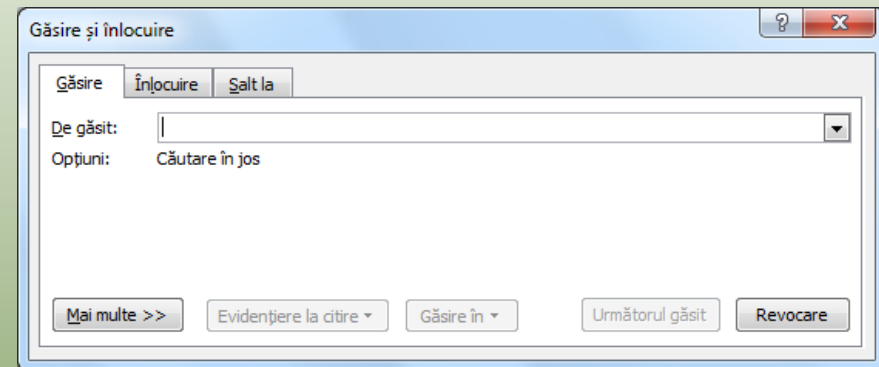 Găsire și înlocuire
Găsire Înlocuire Salt la
De găsit:
Opțiuni: Căutare în jos
Mai multe >> Evidențiere la citire Găsire în Următorul găsit Revocare